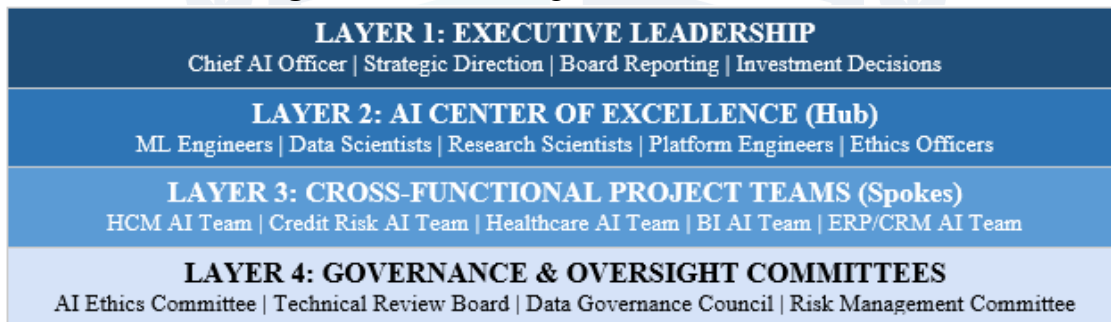 LAYER 1: EXECUTIVE LEADERSHIP
Chief AI Officer | Strategic Direction | Board Reporting | Investment Decisions
LAYER 2: AI CENTER OF EXCELLENCE (Hub)
ML Engineers | Data Scientists | Research Scientists | Platform Engineers | Ethics Officers
LAYER 3: CROSS-FUNCTIONAL PROJECT TEAMS (Spokes)
HCM AI Team | Credit Risk AI Team | Healthcare AI Team | BI AI Team | ERP/CRM AI Team
LAYER 4: GOVERNANCE & OVERSIGHT COMMITTEES
AI Ethics Committee | Technical Review Board | Data Governance Council | Risk Management Committee